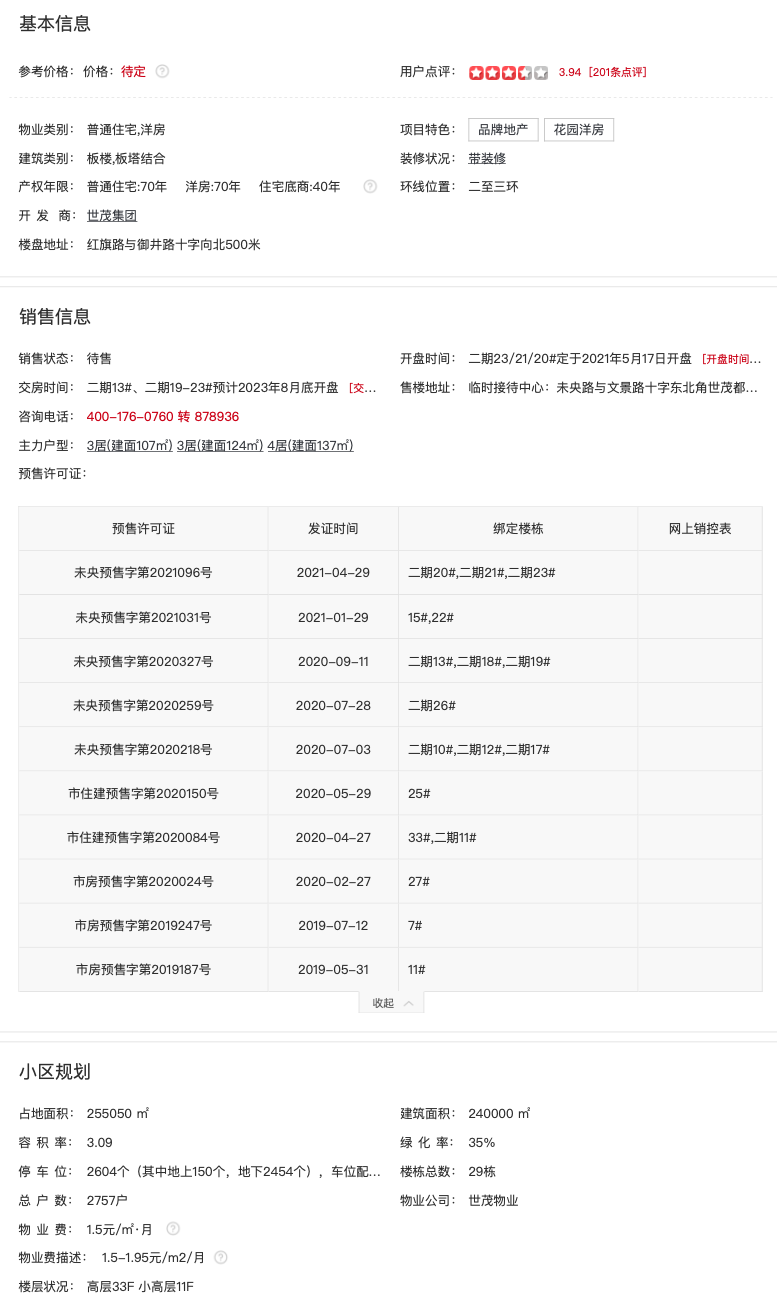 基本信息
参考价格： 价格：待定
用户点评： 3.94 [201条点评]
物业类别： 普通住宅,洋房
项目特色： 品牌地产 花园洋房
建筑类别： 板楼,板塔结合
装修状况： 带装修
产权年限： 普通住宅:70年 洋房:70年 住宅底商:40年
环线位置： 二至三环
开 发 商： 世茂集团
楼盘地址： 红旗路与御井路十字向北500米
销售信息
销售状态： 待售
开盘时间： 二期23/21/20#定于2021年5月17日开盘 [开盘时间...
交房时间： 二期13#、二期19-23#预计2023年8月底开盘 [交...
售楼地址： 临时接待中心：未央路与文景路十字东北角世茂都...
咨询电话： 400-176-0760 转 878936
主力户型： 3居(建面107㎡) 3居(建面124㎡) 4居(建面137㎡)
预售许可证：
预售许可证 发证时间 绑定楼栋 网上销控表
未央预售字第2021096号 2021-04-29 二期20#,二期21#,二期23#
未央预售字第2021031号 2021-01-29 15#,22#
未央预售字第2020327号 2020-09-11 二期13#,二期18#,二期19#
未央预售字第2020259号 2020-07-28 二期26#
未央预售字第2020218号 2020-07-03 二期10#,二期12#,二期17#
市住建预售字第2020150号 2020-05-29 25#
市住建预售字第2020084号 2020-04-27 33#,二期11#
市房预售字第2020024号 2020-02-27 27#
市房预售字第2019247号 2019-07-12 7#
市房预售字第2019187号 2019-05-31 11#
收起
小区规划
占地面积： 255050 ㎡
建筑面积： 240000 ㎡
容 积 率： 3.09
绿 化 率： 35%
停 车 位： 2604个（其中地上150个，地下2454个），车位配...
楼栋总数： 29栋
总 户 数： 2757户
物业公司： 世茂物业
物 业 费： 1.5元/㎡·月
物业费描述： 1.5-1.95元/m2/月
楼层状况： 高层33F 小高层11F